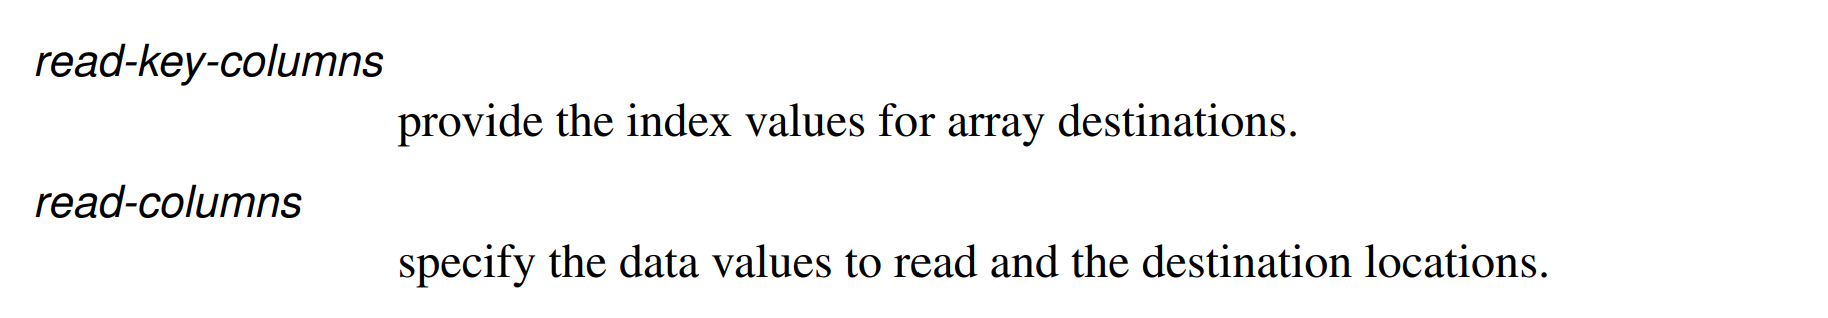 read-key-columns
provide the index values for array destinations.
read-columns
specify the data values to read and the destination locations.